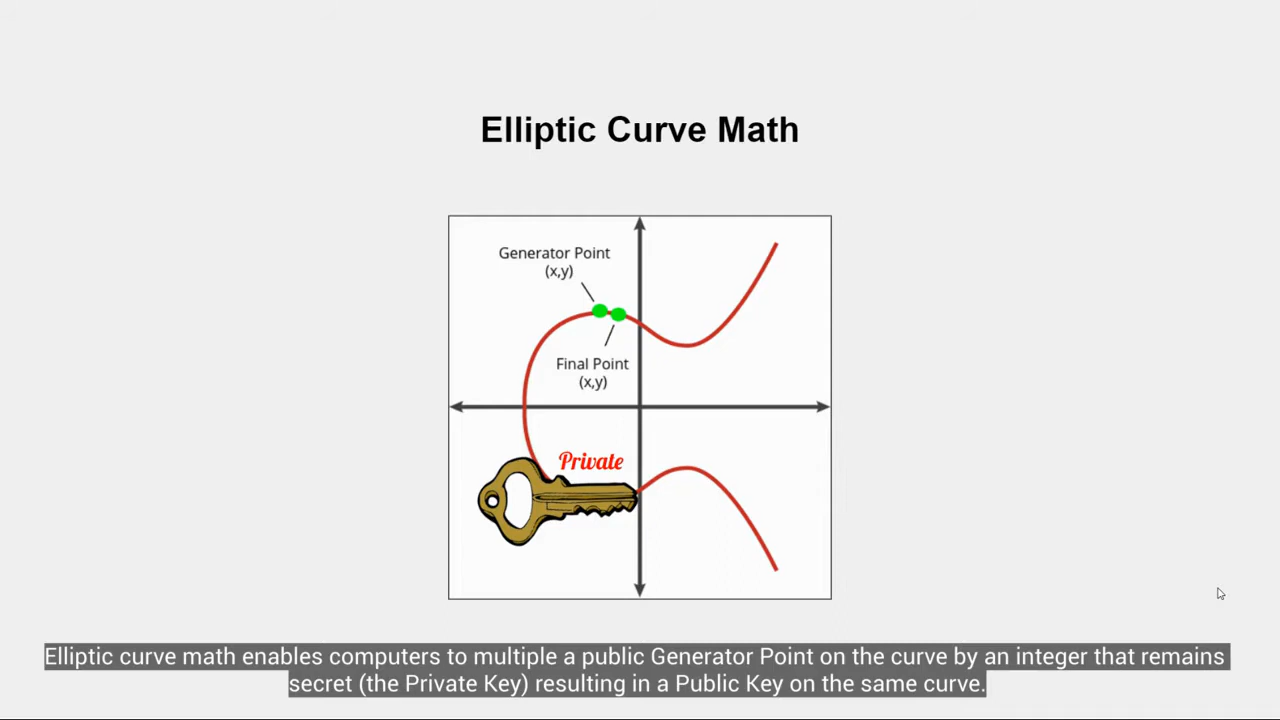 Elliptic Curve Math
Generator Point
(x,y)
Final Point
(x,y)
Private
Elliptic curve math enables computers to multiple a public Generator Point on the curve by an integer that remains
secret (the Private Key) resulting in a Public Key on the same curve.